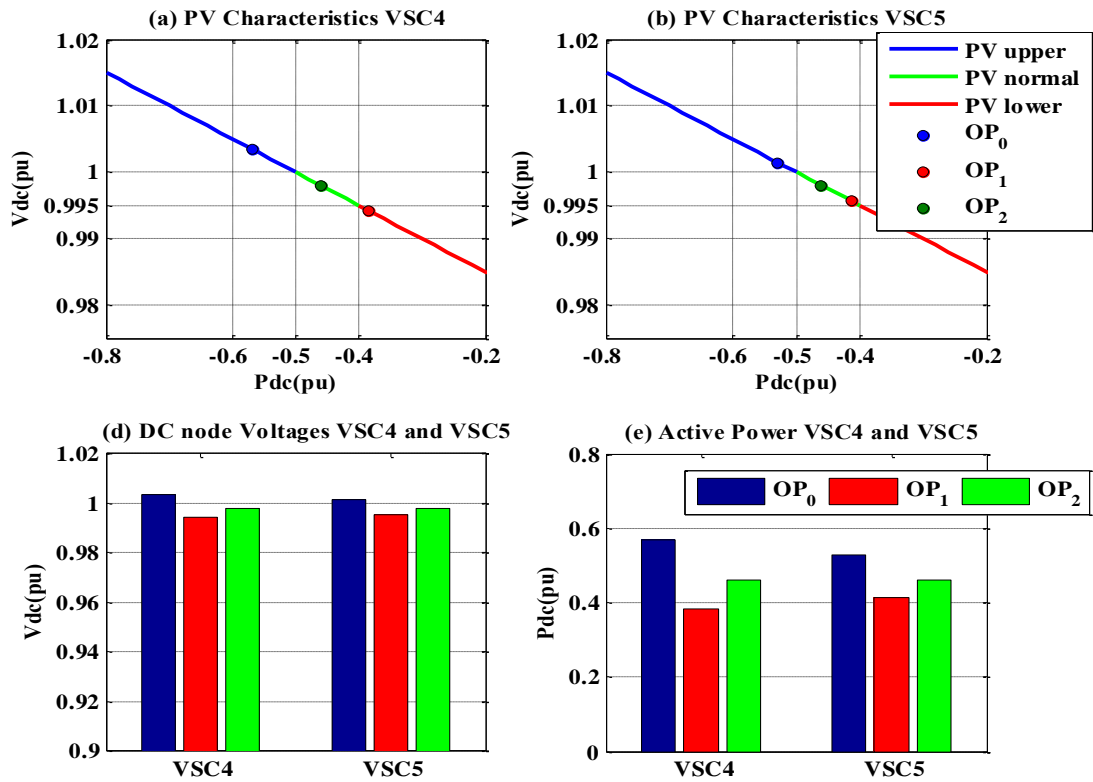 (a) PV Characteristics VSC4
1.02
1.01
1
0.995
0.99
0.98
Vdc(pu)
-0.8
-0.6
-0.5
-0.4
-0.2
Pdc(pu)
(b) PV Characteristics VSC5
1.02
1.01
1
0.995
0.99
0.98
Vdc(pu)
-0.8
-0.6
-0.5
-0.4
-0.2
Pdc(pu)
PV upper
PV normal
PV lower
OP0
OP1
OP2
(d) DC node Voltages VSC4 and VSC5
1.02
1
0.98
0.96
0.94
0.92
0.9
Vdc(pu)
VSC4
VSC5
(e) Active Power VSC4 and VSC5
0.8
0.6
0.4
0.2
0
Pdc(pu)
VSC4
VSC5
OP0
OP1
OP2